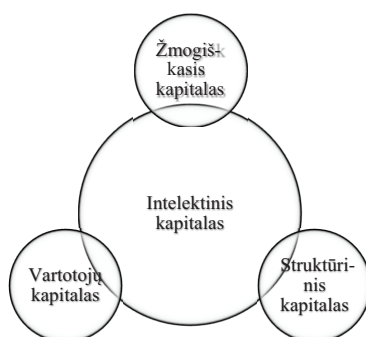 Žmogiš-
kasis
kapitalas
Intelektinis
kapitalas
Vartotojų
kapitalas
Struktūri-
nis
kapitalas